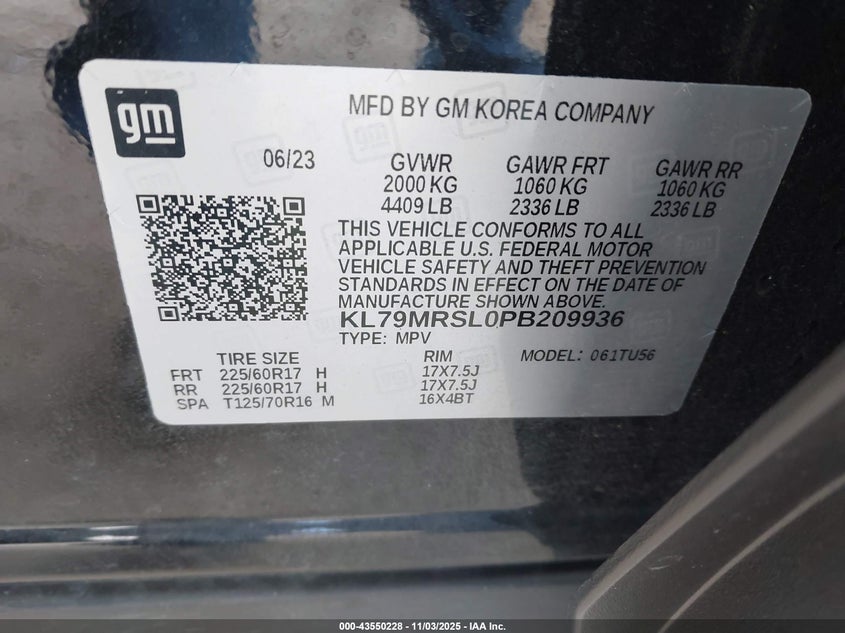 gm
MFD BY GM KOREA COMPANY
06/23 GVWR GAWR FRT GAWR RR
2000 KG 1060 KG 1060 KG
4409 LB 2336 LB 2336 LB
THIS VEHICLE CONFORMS TO ALL
APPLICABLE U.S. FEDERAL MOTOR
VEHICLE SAFETY AND THEFT PREVENTION
STANDARDS IN EFFECT ON THE DATE OF
MANUFACTURE SHOWN ABOVE.
KL79MRSL0PB209936
TYPE: MPV
TIRE SIZE RIM MODEL: 061TU56
FRT 225/60R17 H 17X7.5J
RR 225/60R17 H 17X7.5J
SPA T125/70R16 M 16X4BT
000-43550228 - 11/03/2025 - IAA Inc.